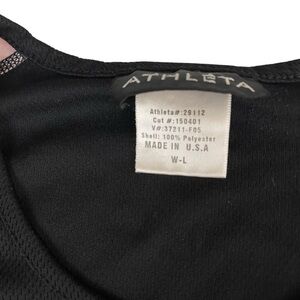 ATHLETA
Athleta#: 29112
Cut #: 150401
V#: 37211-F05
Shell: 100% Polyester
MADE IN U.S.A
W-L